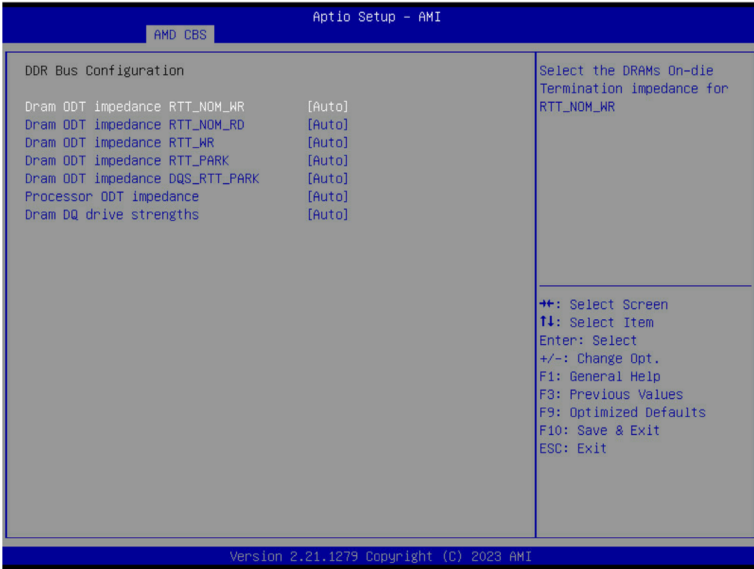 Aptio Setup - AMI
AMD CBS
DDR Bus Configuration
Dram ODT impedance RTT_NOM_WR [Auto]
Dram ODT impedance RTT_NOM_RD [Auto]
Dram ODT impedance RTT_WR [Auto]
Dram ODT impedance RTT_PARK [Auto]
Dram ODT impedance DQS_RTT_PARK [Auto]
Processor ODT impedance [Auto]
Dram DQ drive strengths [Auto]
Select the DRAMs On-die
Termination impedance for
RTT_NOM_WR
→←: Select Screen
↑↓: Select Item
Enter: Select
+/-: Change Opt.
F1: General Help
F3: Previous Values
F9: Optimized Defaults
F10: Save & Exit
ESC: Exit
Version 2.21.1279 Copyright (C) 2023 AMI